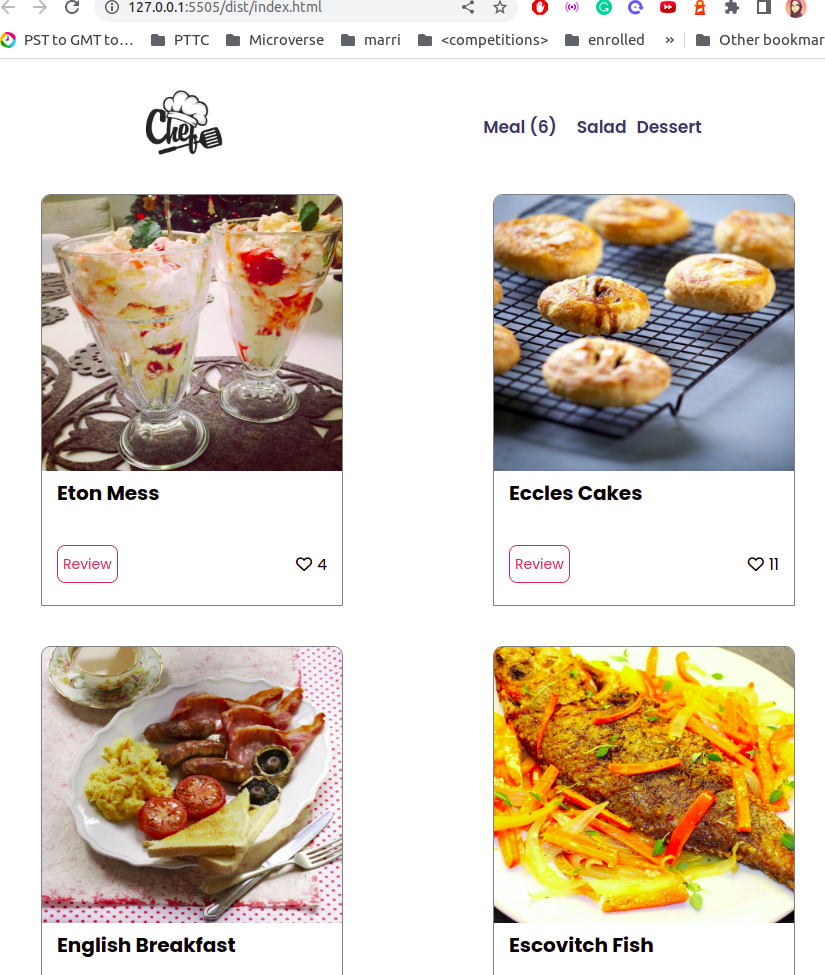 127.0.0.1:5505/dist/index.html
PST to GMT to… PTTC Microverse marri <competitions> enrolled » Other bookmar
Chef Meal (6) Salad Dessert
Eton Mess Eccles Cakes
Review 4 Review 11
English Breakfast Escovitch Fish